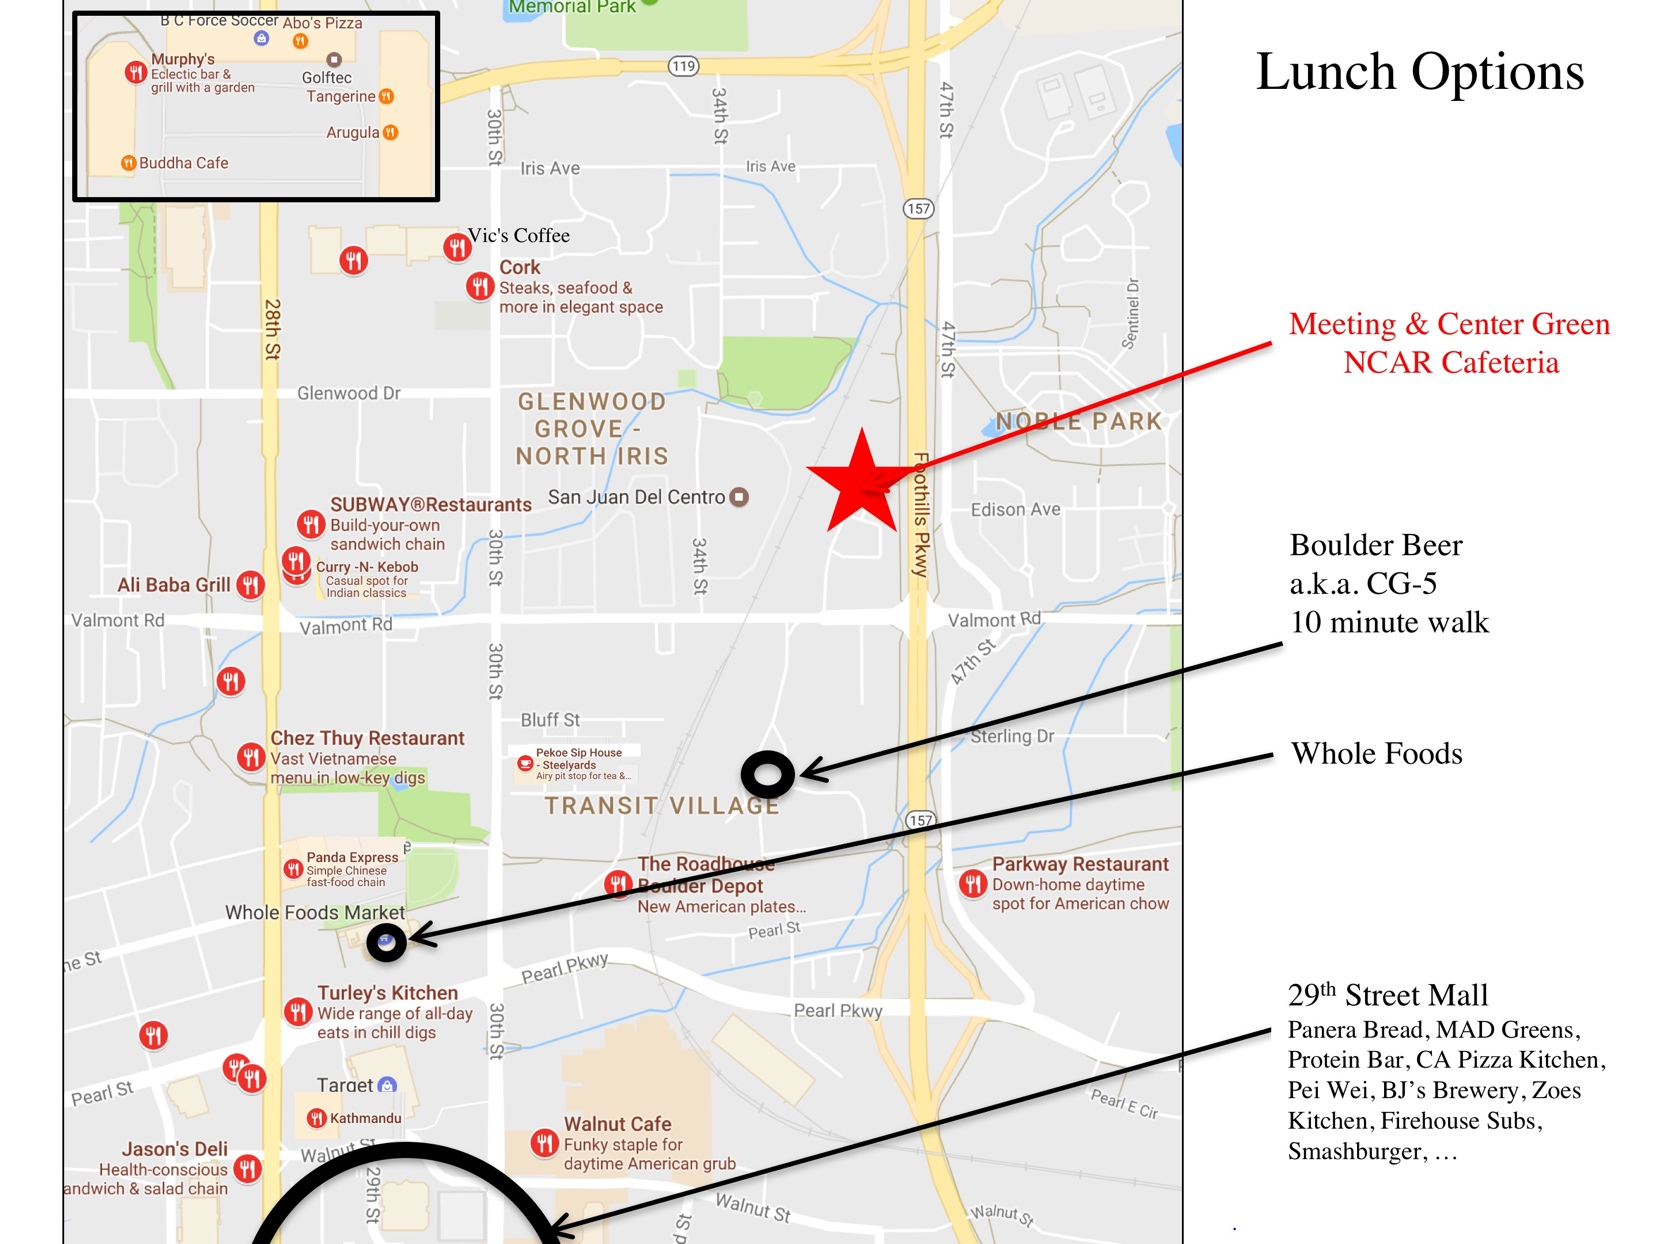 Lunch Options
B C Force Soccer
Abo's Pizza
Murphy's
Eclectic bar &
grill with a garden
Golftec
Tangerine
Arugula
Buddha Cafe
Memorial Park
119
30th St
34th St
47th St
Iris Ave
Iris Ave
157
Vic's Coffee
Cork
Steaks, seafood &
more in elegant space
28th St
47th St
Sentinel Dr
Meeting & Center Green
NCAR Cafeteria
Glenwood Dr
GLENWOOD
GROVE -
NORTH IRIS
NOBLE PARK
SUBWAY®Restaurants
Build-your-own
sandwich chain
San Juan Del Centro
Foothills Pkwy
Edison Ave
30th St
34th St
Curry -N- Kebob
Casual spot for
Indian classics
Ali Baba Grill
Boulder Beer
a.k.a. CG-5
10 minute walk
Valmont Rd
Valmont Rd
Valmont Rd
30th St
47th St
Bluff St
Sterling Dr
Chez Thuy Restaurant
Vast Vietnamese
menu in low-key digs
Pekoe Sip House
- Steelyards
Airy pit stop for tea &...
Whole Foods
TRANSIT VILLAGE
157
Panda Express
Simple Chinese
fast-food chain
e
The Roadhouse
Boulder Depot
New American plates...
Parkway Restaurant
Down-home daytime
spot for American chow
Whole Foods Market
Pearl St
ne St
Pearl Pkwy
Turley's Kitchen
Wide range of all-day
eats in chill digs
30th St
Pearl Pkwy
29th Street Mall
Panera Bread, MAD Greens,
Protein Bar, CA Pizza Kitchen,
Pei Wei, BJ's Brewery, Zoes
Kitchen, Firehouse Subs,
Smashburger, …
Pearl St
Target
Kathmandu
Pearl E Cir
Walnut Cafe
Funky staple for
daytime American grub
Jason's Deli
Health-conscious
andwich & salad chain
Walnut St
29th St
Walnut St
Walnut St
d St